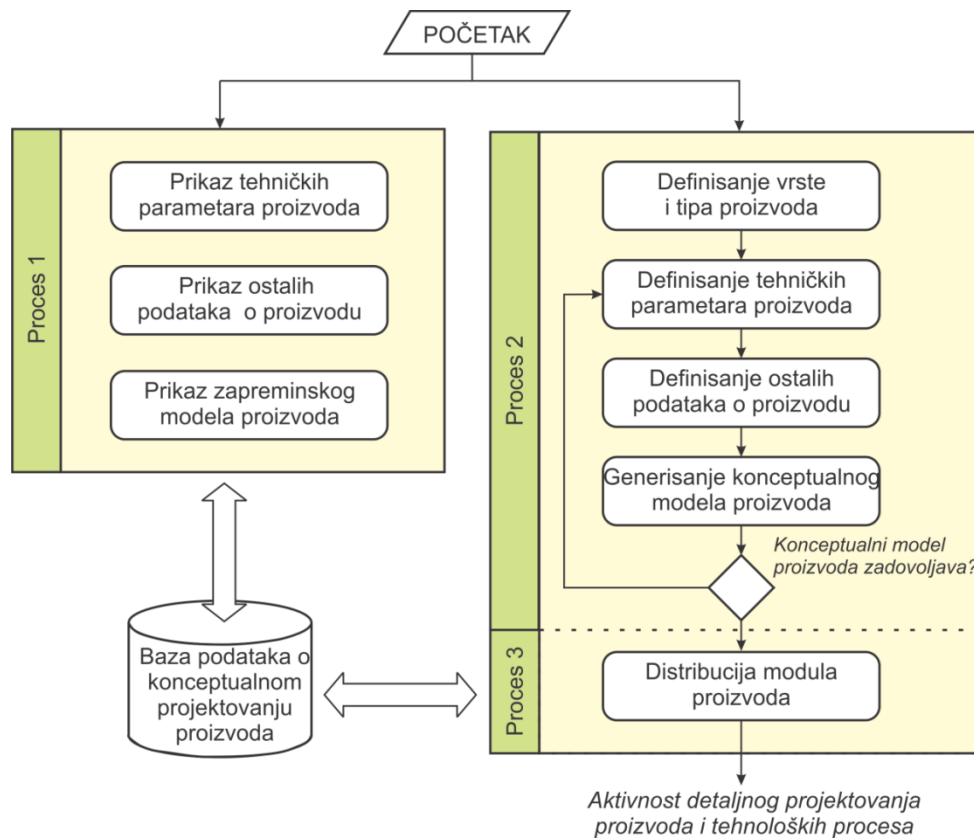 POČETAK
Proces 1
Prikaz tehničkih
parametara proizvoda
Prikaz ostalih
podataka o proizvodu
Prikaz zapreminskog
modela proizvoda
Baza podataka o
konceptualnom
projektovanju
proizvoda
Proces 2
Definisanje vrste
i tipa proizvoda
Definisanje tehničkih
parametara proizvoda
Definisanje ostalih
podataka o proizvodu
Generisanje konceptualnog
modela proizvoda
Konceptualni model
proizvoda zadovoljava?
Proces 3
Distribucija modula
proizvoda
Aktivnost detaljnog projektovanja
proizvoda i tehnoloških procesa